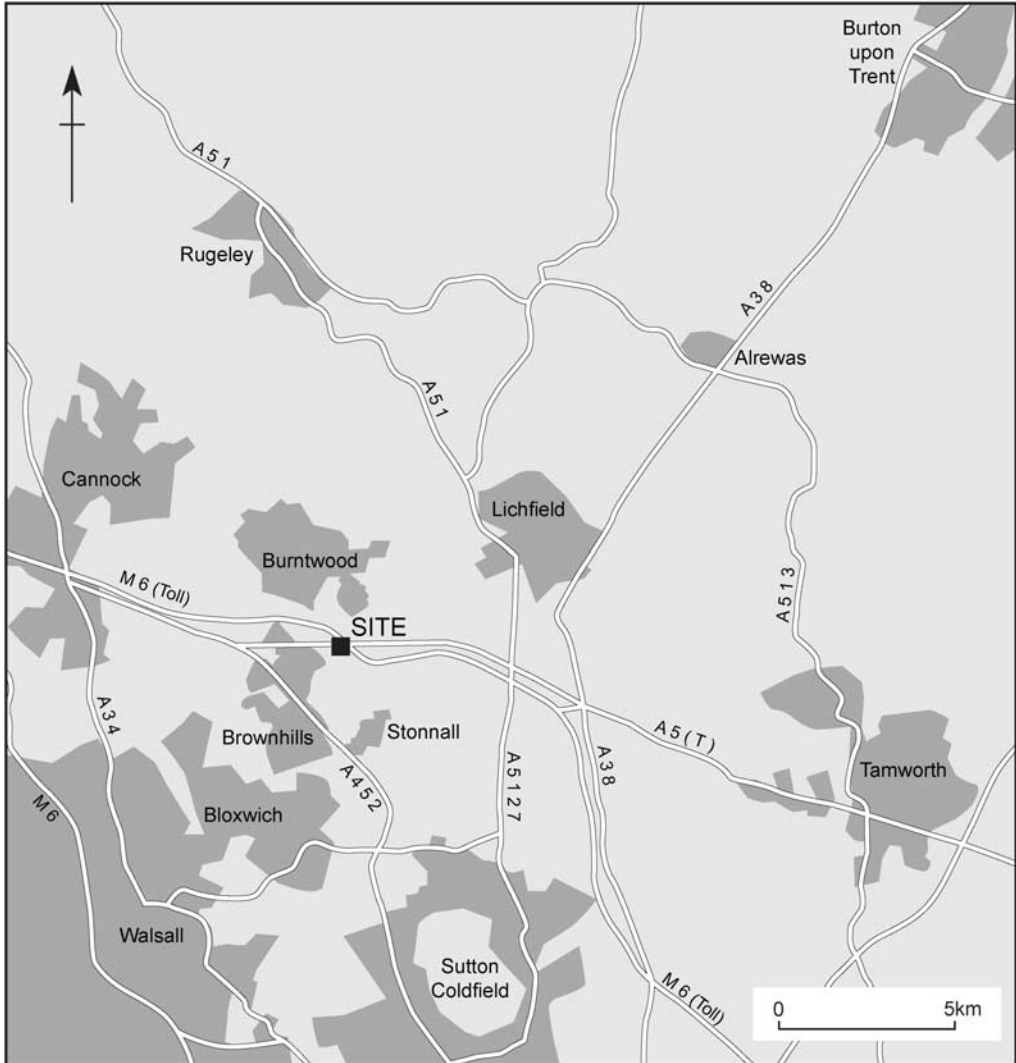 Burton
upon
Trent
A51
Rugeley
A38
Alrewas
A51
Cannock
Lichfield
Burntwood
M6 (Toll)
A513
SITE
A34
Brownhills
Stonnall
A5(T)
Tamworth
M6
Bloxwich
A452
A5127
A38
Walsall
Sutton
Coldfield
M6 (Toll)
0 5km